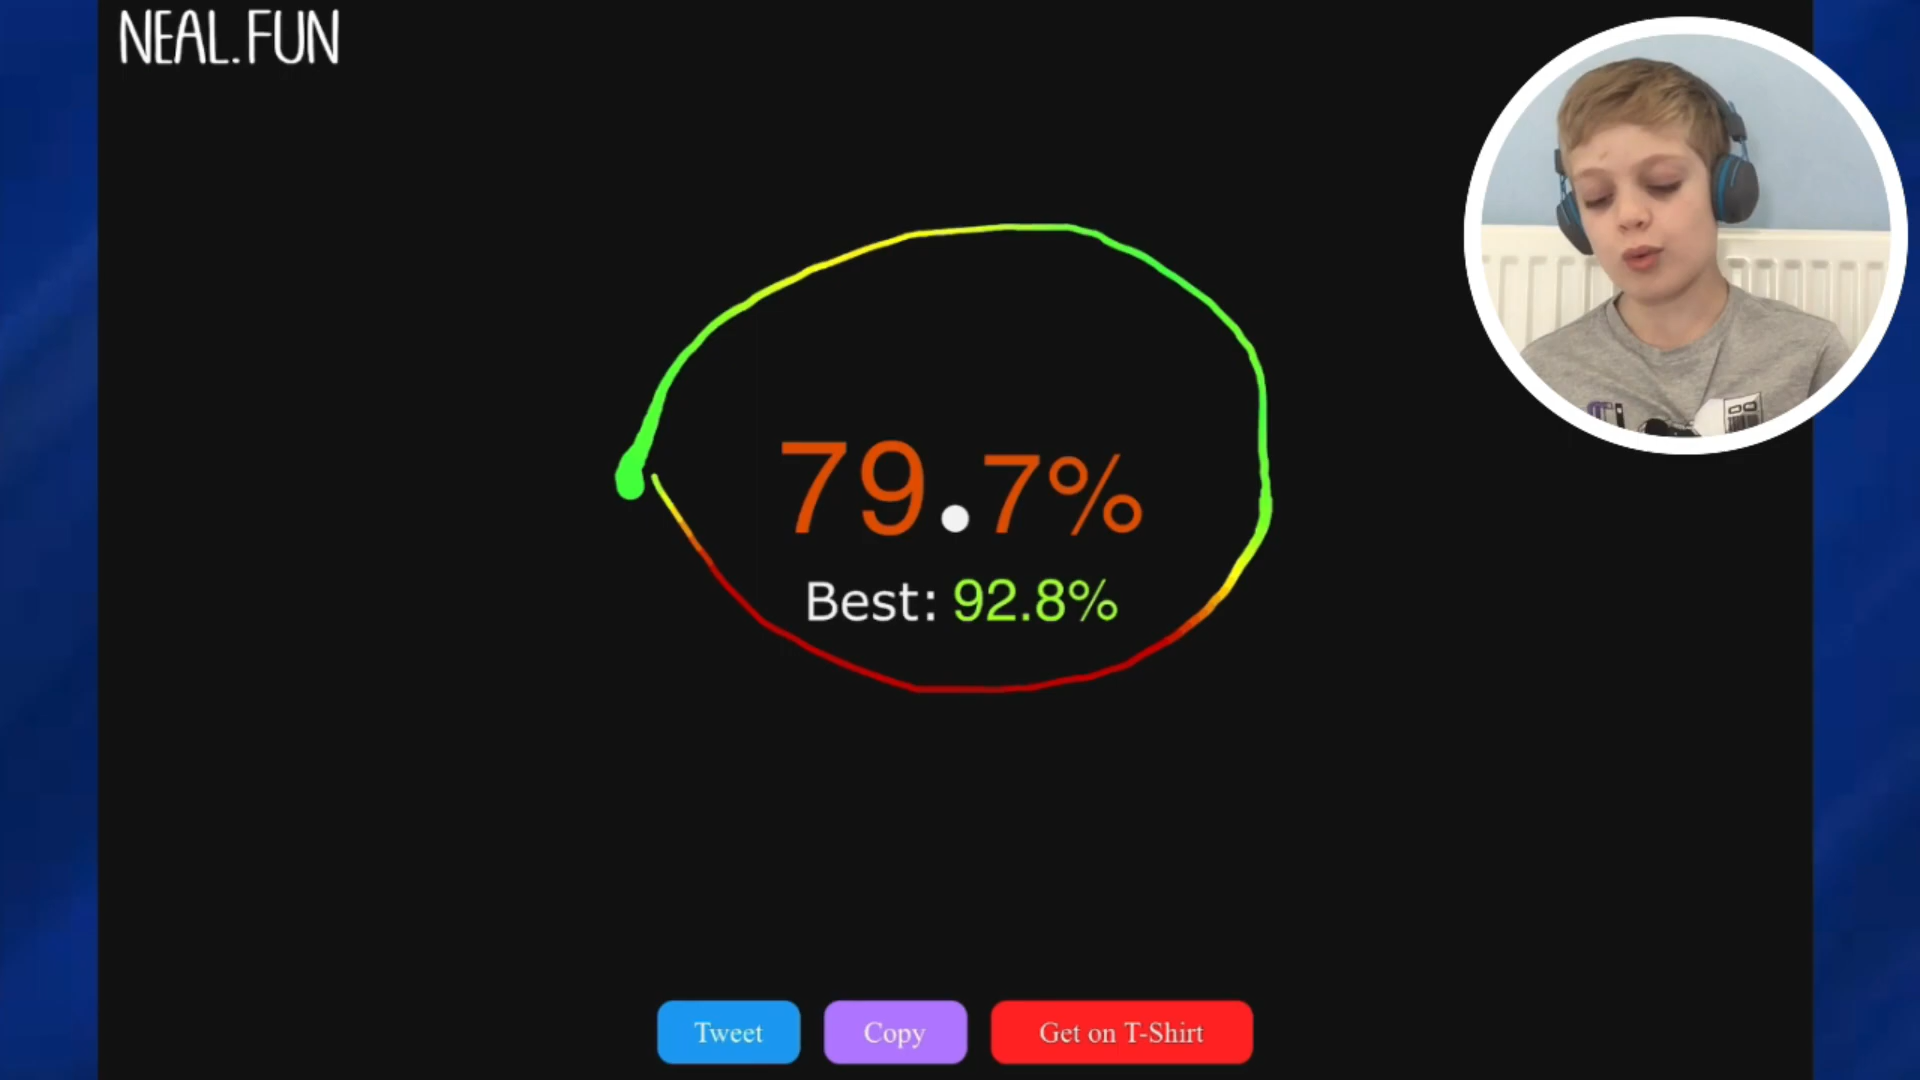 NEAL.FUN
79.7%
Best: 92.8%
Tweet
Copy
Get on T-Shirt